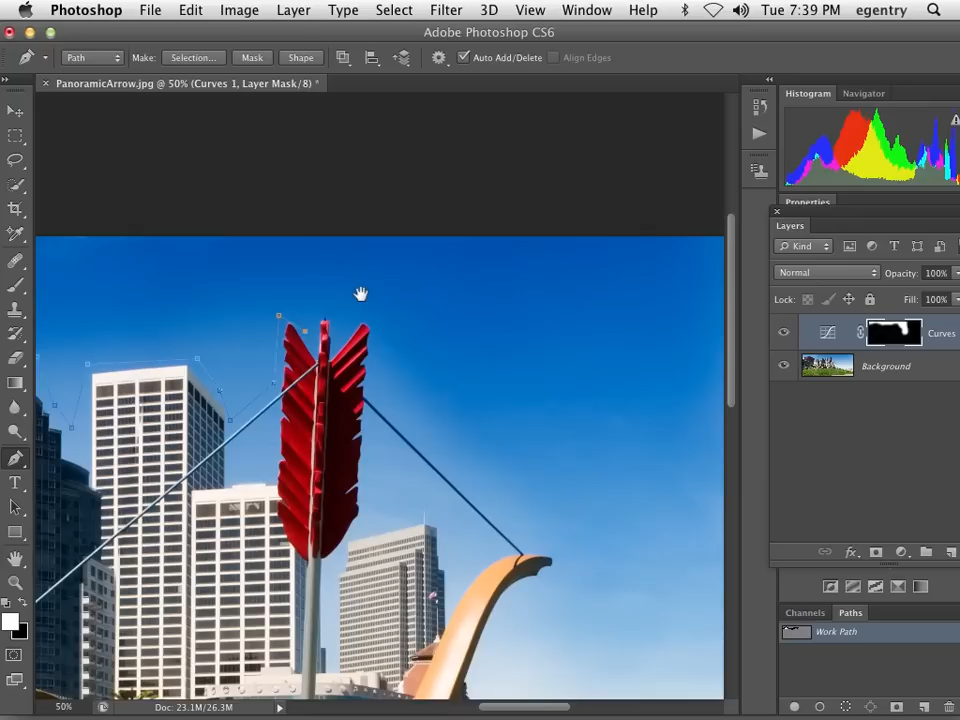 Photoshop File Edit Image Layer Type Select Filter 3D View Window Help Tue 7:39 PM egentry
Adobe Photoshop CS6
Path Make: Selection... Mask Shape Auto Add/Delete Align Edges
× PanoramicArrow.jpg @ 50% (Curves 1, Layer Mask/8) *
Histogram Navigator
Properties
Layers
Kind
Normal Opacity: 100%
Lock: Fill: 100%
Curves
Background
Channels Paths
Work Path
50% Doc: 23.1M/26.3M